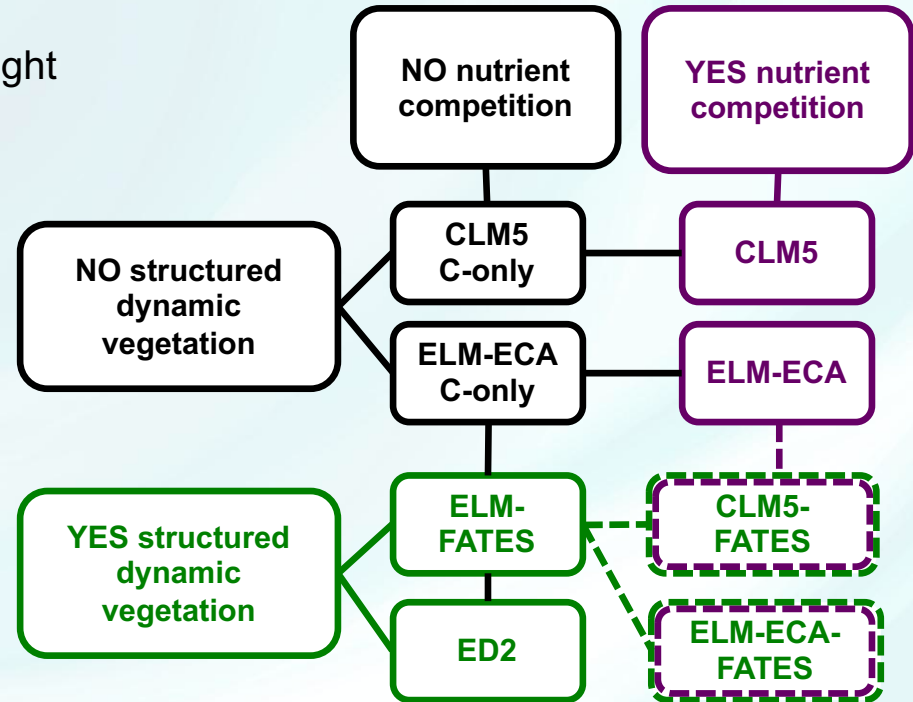 ght
NO nutrient
competition
YES nutrient
competition
NO structured
dynamic
vegetation
CLM5
C-only
CLM5
ELM-ECA
C-only
ELM-ECA
YES structured
dynamic
vegetation
ELM-
FATES
CLM5-
FATES
ED2
ELM-ECA-
FATES